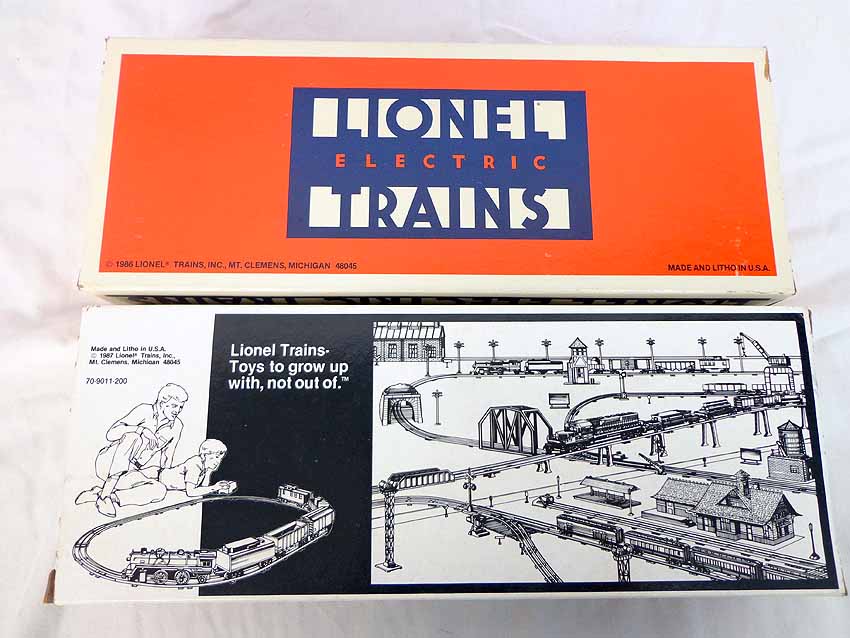 LIONEL
ELECTRIC
TRAINS
© 1986 LIONEL® TRAINS, INC., MT. CLEMENS, MICHIGAN 48045
MADE AND LITHO IN U.S.A.
Made and Litho in U.S.A.
© 1987 Lionel® Trains, Inc.,
Mt. Clemens, Michigan 48045
70-9011-200
Lionel Trains-
Toys to grow up
with, not out of.™